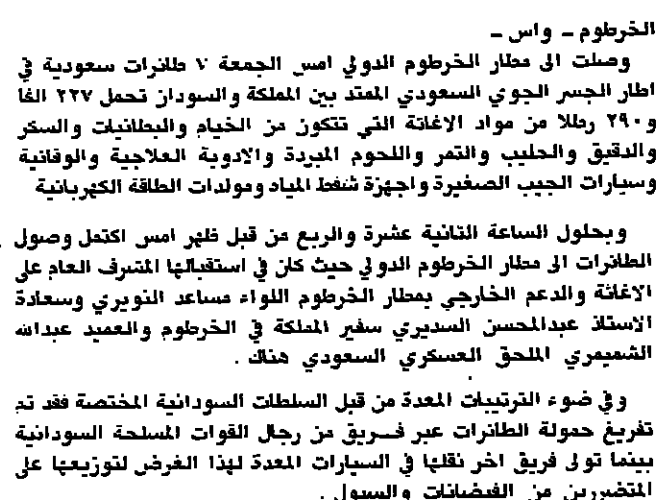 الخرطوم - واس -
وصلت الى مطار الخرطوم الدولي امس الجمعة ٧ طائرات سعودية في
اطار الجسر الجوي السعودي الممتد بين المملكة والسودان تحمل ٢٢٧ الفا
و٢٩٠ رطلا من مواد الاغاثة التي تتكون من الخيام والبطانيات والسكر
والدقيق والحليب والتمر واللحوم المبردة والادوية العلاجية والوقائية
وسيارات الجيب الصغيرة واجهزة شفط المياه ومولدات الطاقة الكهربائية
وبحلول الساعة الثانية عشرة والربع من قبل ظهر امس اكتمل وصول
الطائرات الى مطار الخرطوم الدولي حيث كان في استقبالها المشرف العام على
الاغاثة والدعم الخارجي بمطار الخرطوم اللواء مساعد النويري وسعادة
الاستاذ عبدالمحسن السديري سفير المملكة في الخرطوم والعميد عبدالله
الشميمري الملحق العسكري السعودي هناك .
وفي ضوء الترتيبات المعدة من قبل السلطات السودانية المختصة فقد تم
تفريغ حمولة الطائرات عبر فريق من رجال القوات المسلحة السودانية
بينما تولى فريق اخر نقلها في السيارات المعدة لهذا الغرض لتوزيعها على
المتضررين من الفيضانات والسيول .